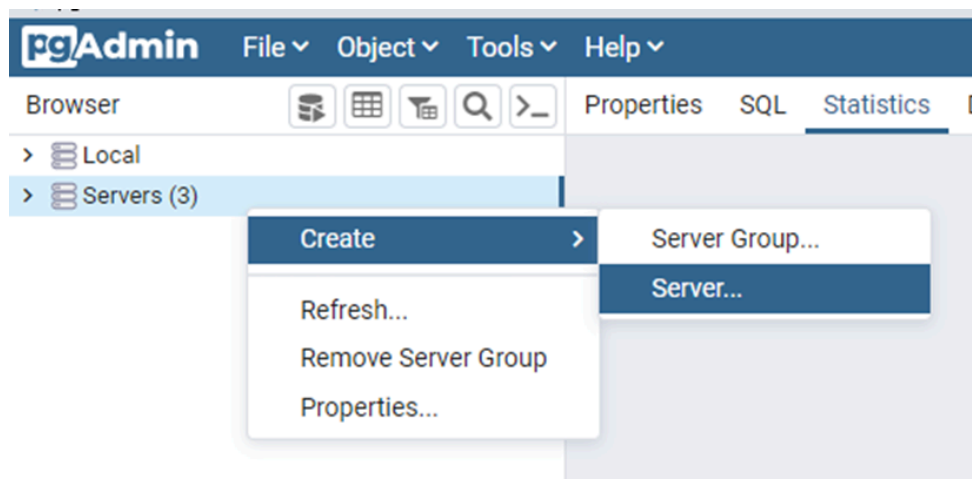 pgAdmin File Object Tools Help
Browser Properties SQL Statistics
Local
Servers (3)
Create Server Group...
Server...
Refresh...
Remove Server Group
Properties...